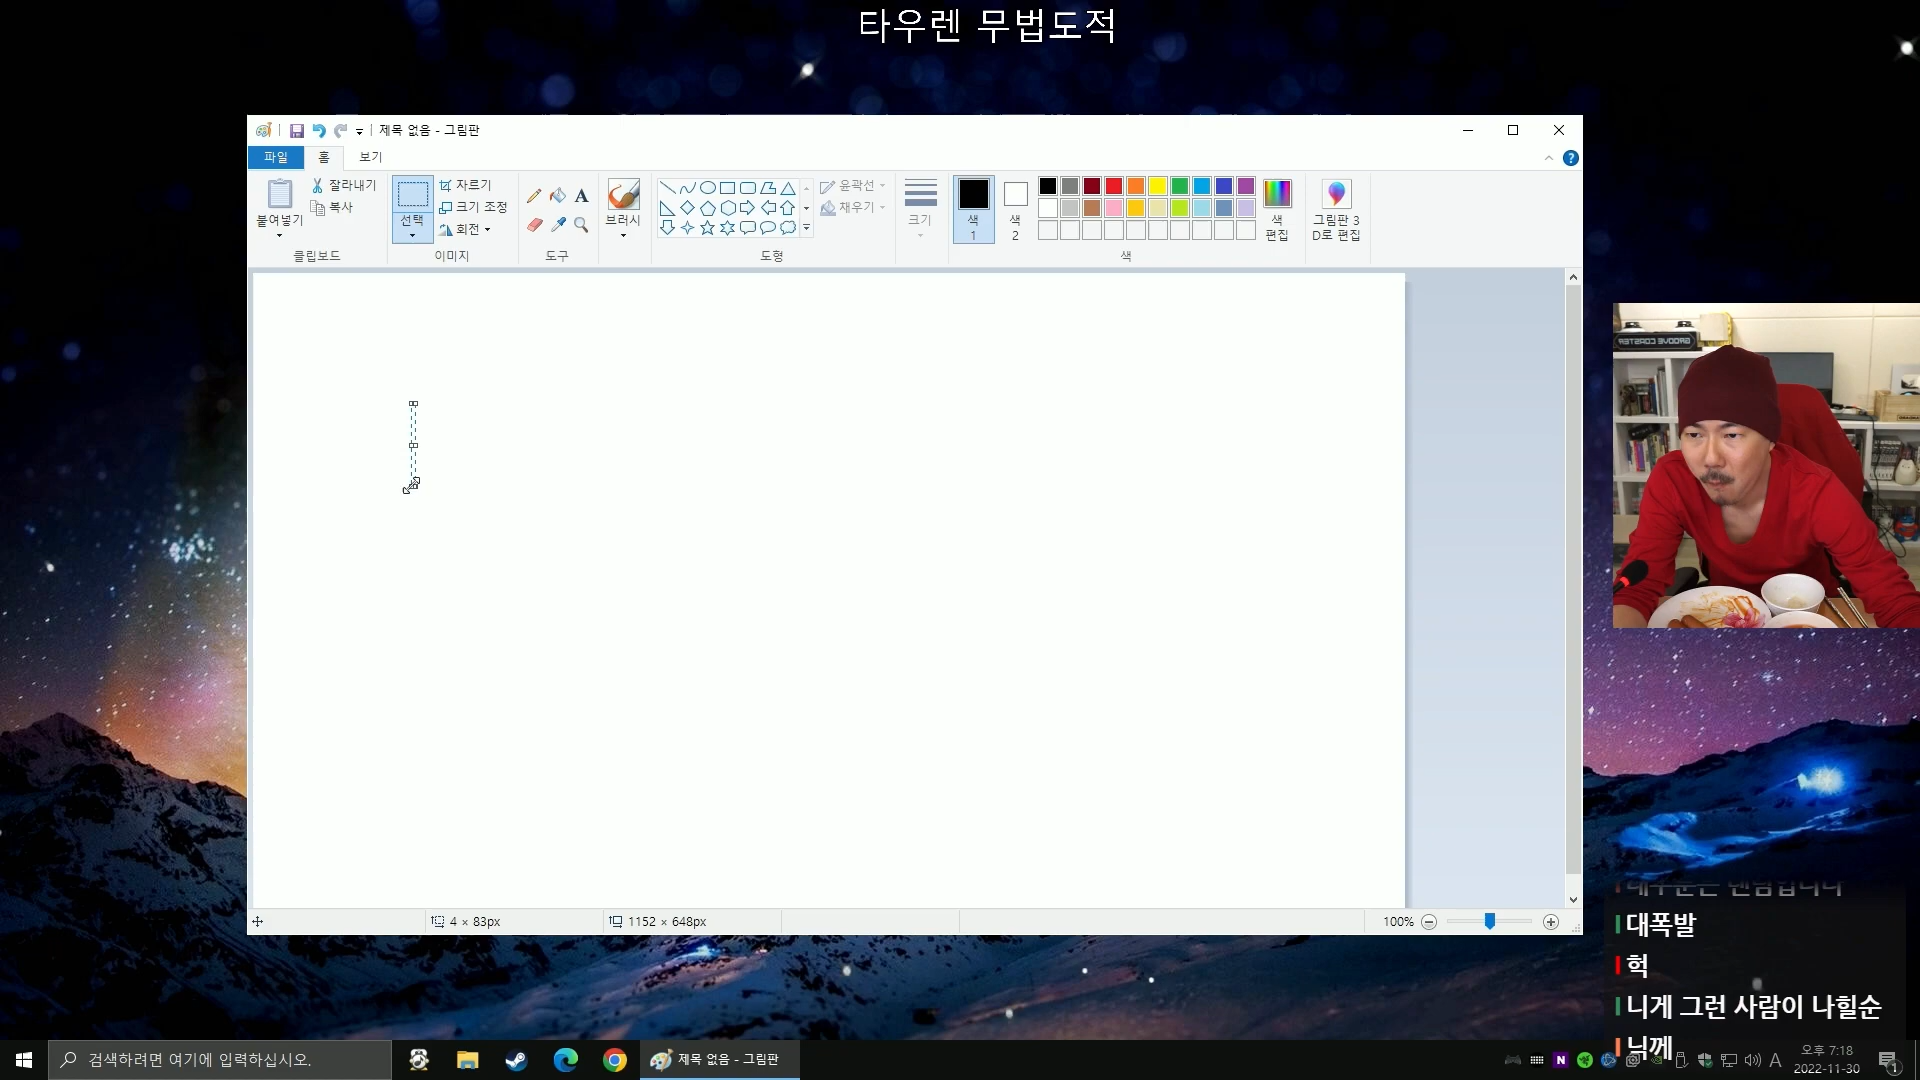 타우렌 무법도적
제목 없음 - 그림판
파일
홈
보기
붙여넣기
잘라내기
복사
클립보드
선택
자르기
크기 조정
회전
이미지
A
도구
브러시
도형
윤곽선
채우기
크기
색
1
색
2
색
편집
색
그림판 3
D로 편집
GROOVE COASTER
4 × 83px
1152 × 648px
100%
대폭발
헉
니게 그런 사람이 나힐순
닉께
검색하려면 여기에 입력하십시오.
제목 없음 - 그림판
N
A
오후 7:18
2022-11-30
1